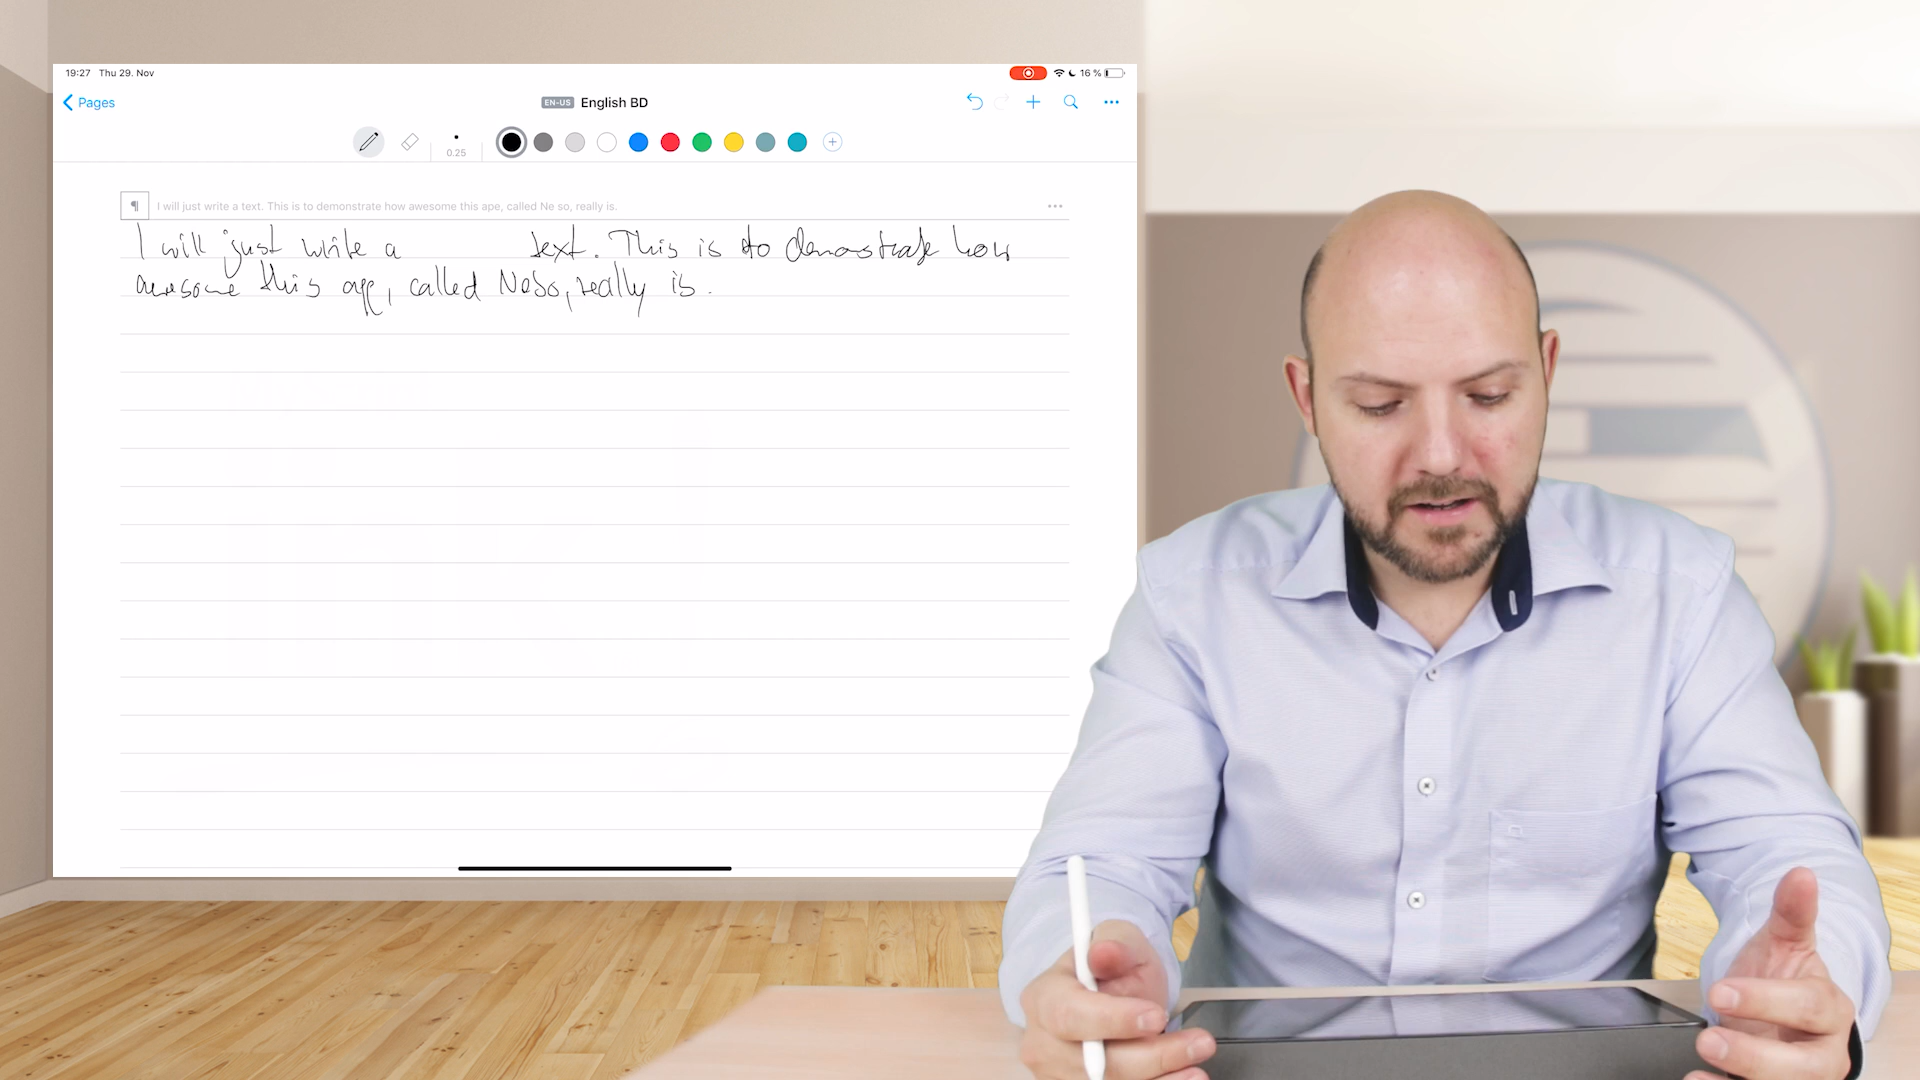 19:27 Thu 29. Nov
16 %
Pages
EN-US English BD
0.25
I will just write a text. This is to demonstrate how awesome this ape, called Ne so, really is.
I will just write a text. This is to demostrate how
awesome this app, called Nebo, really is.